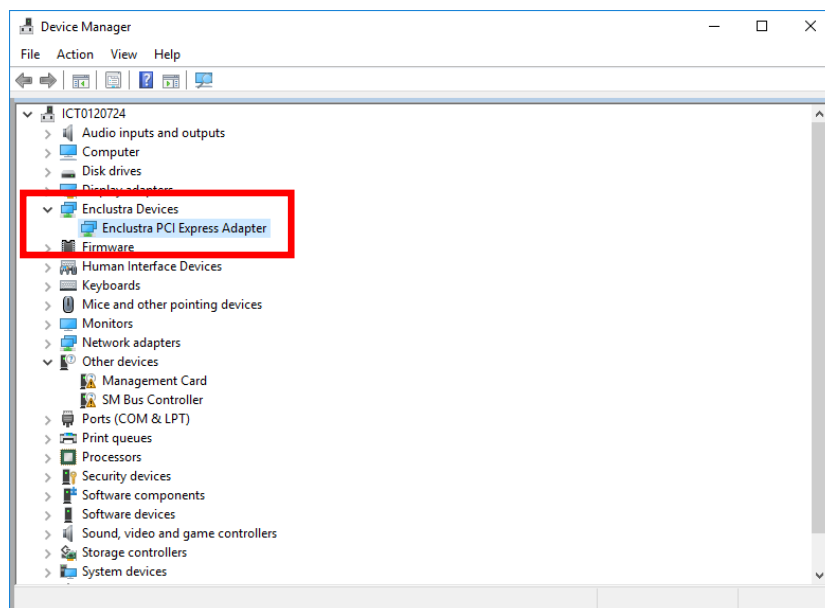 Device Manager
File Action View Help
ICT0120724
Audio inputs and outputs
Computer
Disk drives
Display adapters
Enclustra Devices
Enclustra PCI Express Adapter
Firmware
Human Interface Devices
Keyboards
Mice and other pointing devices
Monitors
Network adapters
Other devices
Management Card
SM Bus Controller
Ports (COM & LPT)
Print queues
Processors
Security devices
Software components
Software devices
Sound, video and game controllers
Storage controllers
System devices